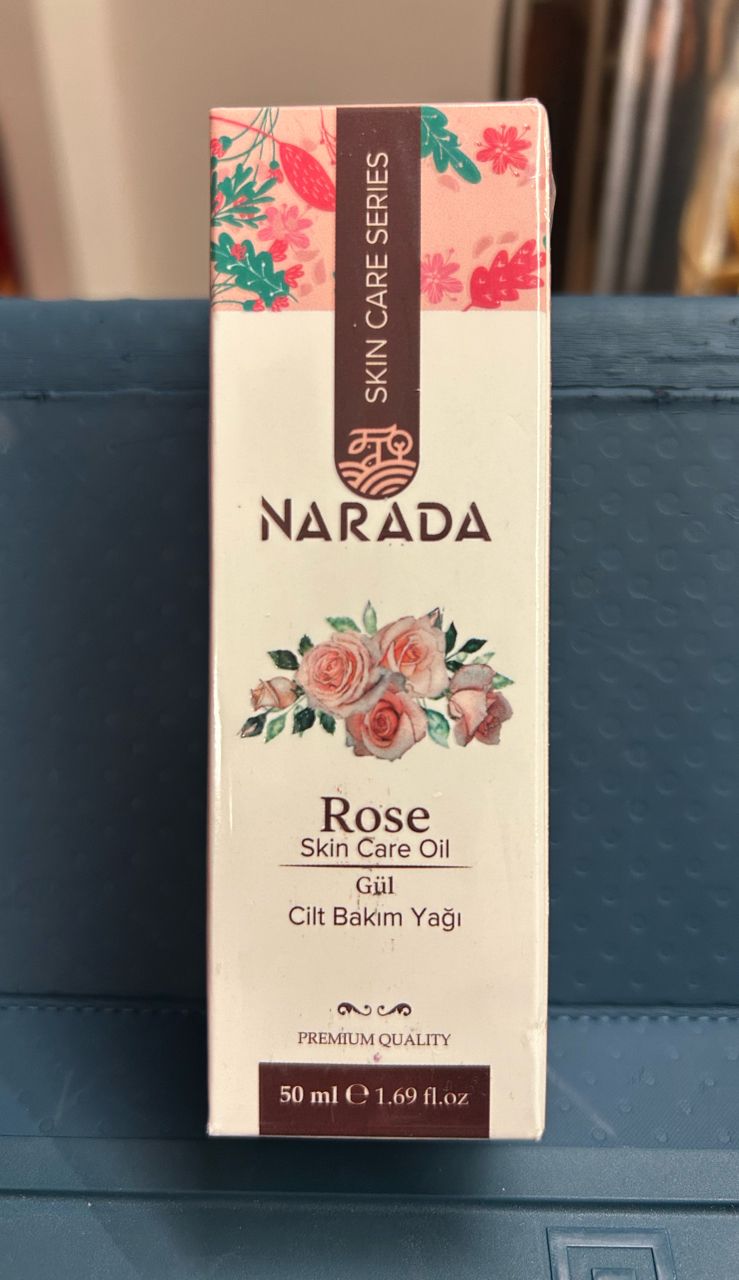 SKIN CARE SERIES
NARADA
Rose
Skin Care Oil
Gül
Cilt Bakım Yağı
PREMIUM QUALITY
50 ml ℮ 1.69 fl.oz